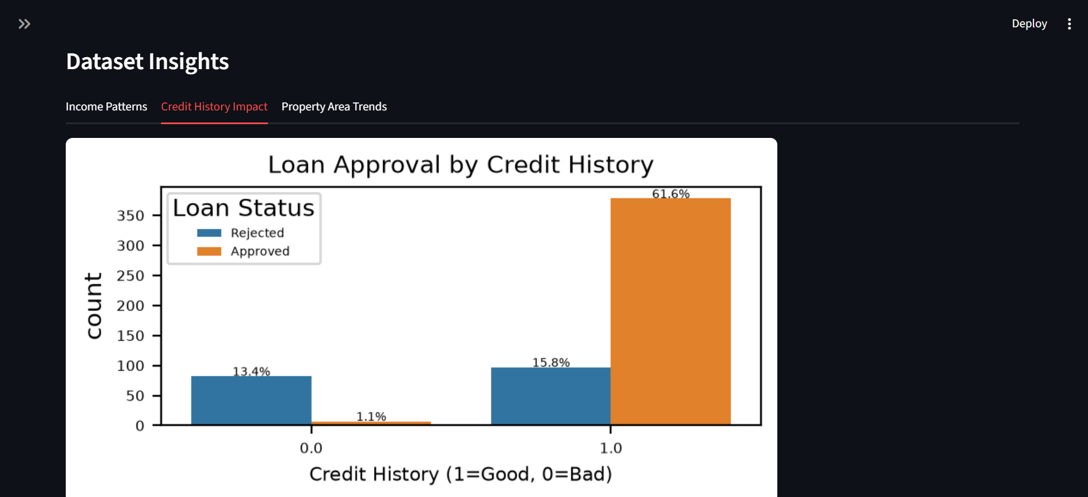 Deploy
Dataset Insights
Income Patterns Credit History Impact Property Area Trends
Loan Approval by Credit History
61.6%
Loan Status
Rejected
Approved
350
300
250
200
150
100
50
0
count
13.4%
1.1%
15.8%
0.0 1.0
Credit History (1=Good, 0=Bad)